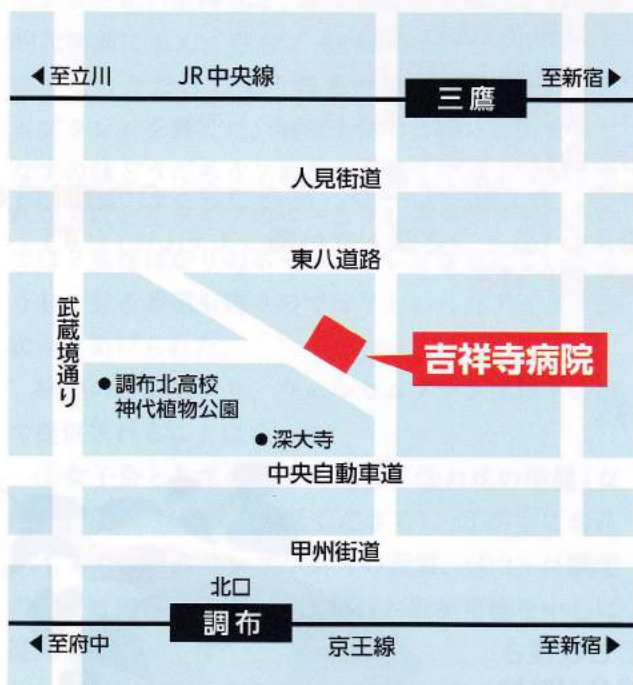 ◀至立川
JR中央線
三鷹
至新宿▶
人見街道
東八道路
武蔵境通り
吉祥寺病院
●調布北高校
神代植物公園
●深大寺
中央自動車道
甲州街道
北口
調布
◀至府中
京王線
至新宿▶